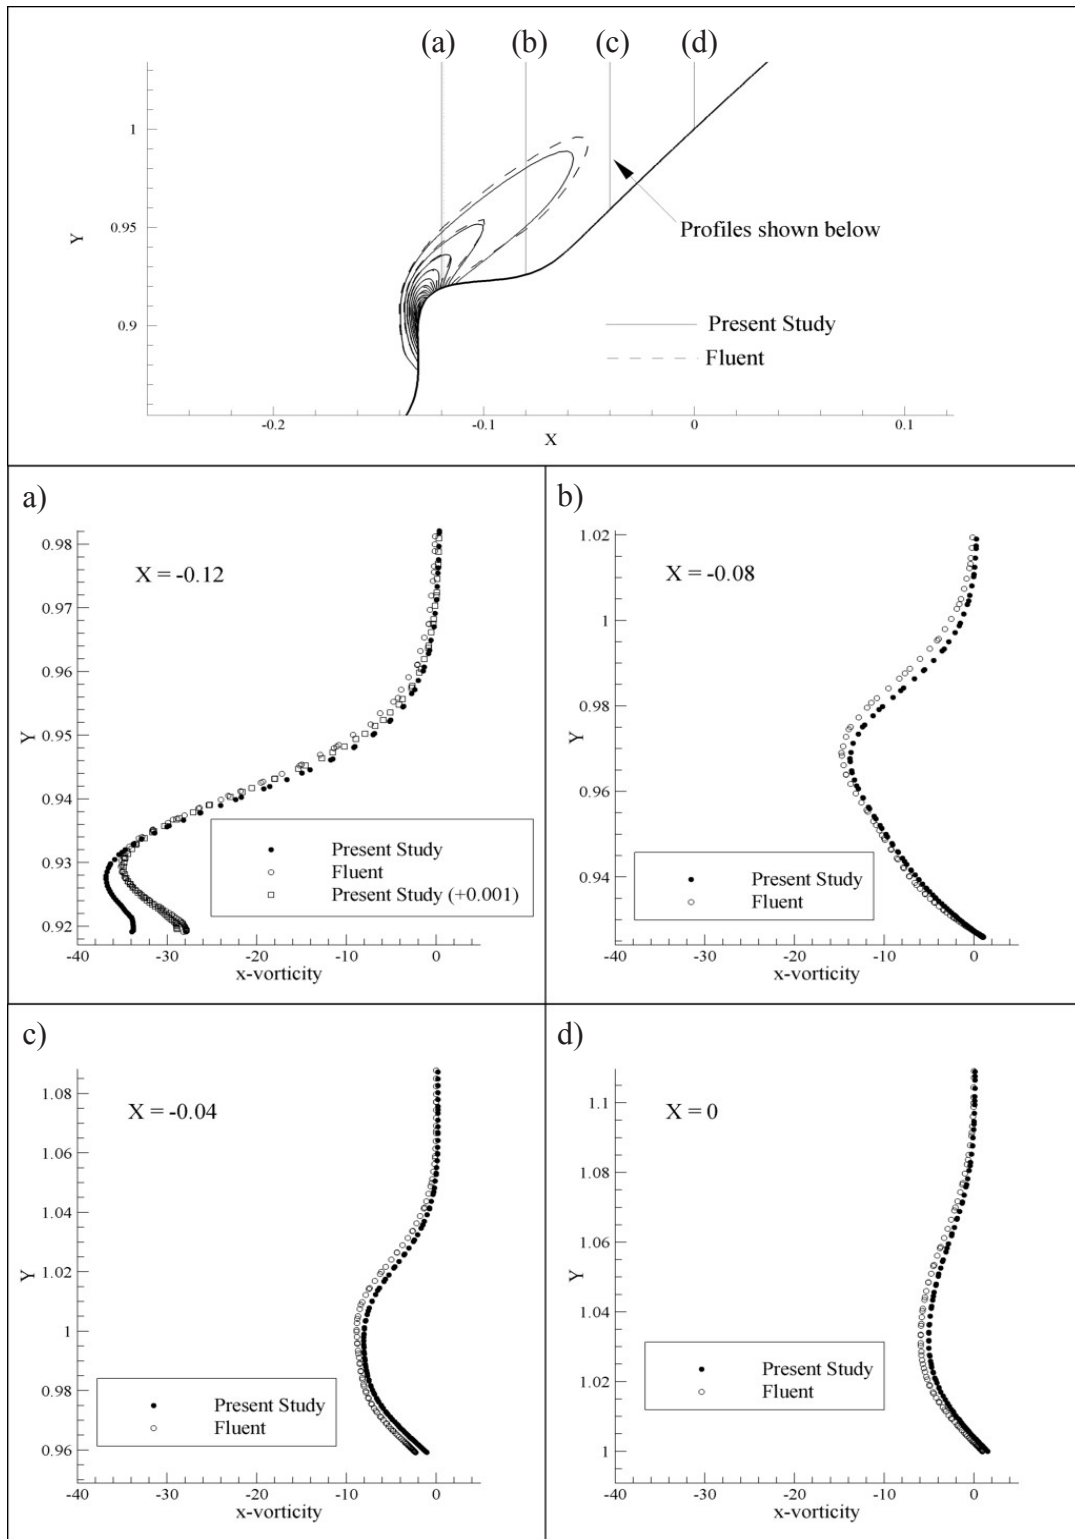 (a) (b) (c) (d)
1
0.95
0.9
Y
Profiles shown below
Present Study
Fluent
-0.2 -0.1 0 0.1
X
a)
X = -0.12
0.98
0.97
0.96
0.95
0.94
0.93
0.92
Y
Present Study
Fluent
Present Study (+0.001)
-40 -30 -20 -10 0
x-vorticity
b)
X = -0.08
1.02
1
0.98
0.96
0.94
Y
Present Study
Fluent
-40 -30 -20 -10 0
x-vorticity
c)
X = -0.04
1.08
1.06
1.04
1.02
1
0.98
0.96
Y
Present Study
Fluent
-40 -30 -20 -10 0
x-vorticity
d)
X = 0
1.1
1.08
1.06
1.04
1.02
1
Y
Present Study
Fluent
-40 -30 -20 -10 0
x-vorticity